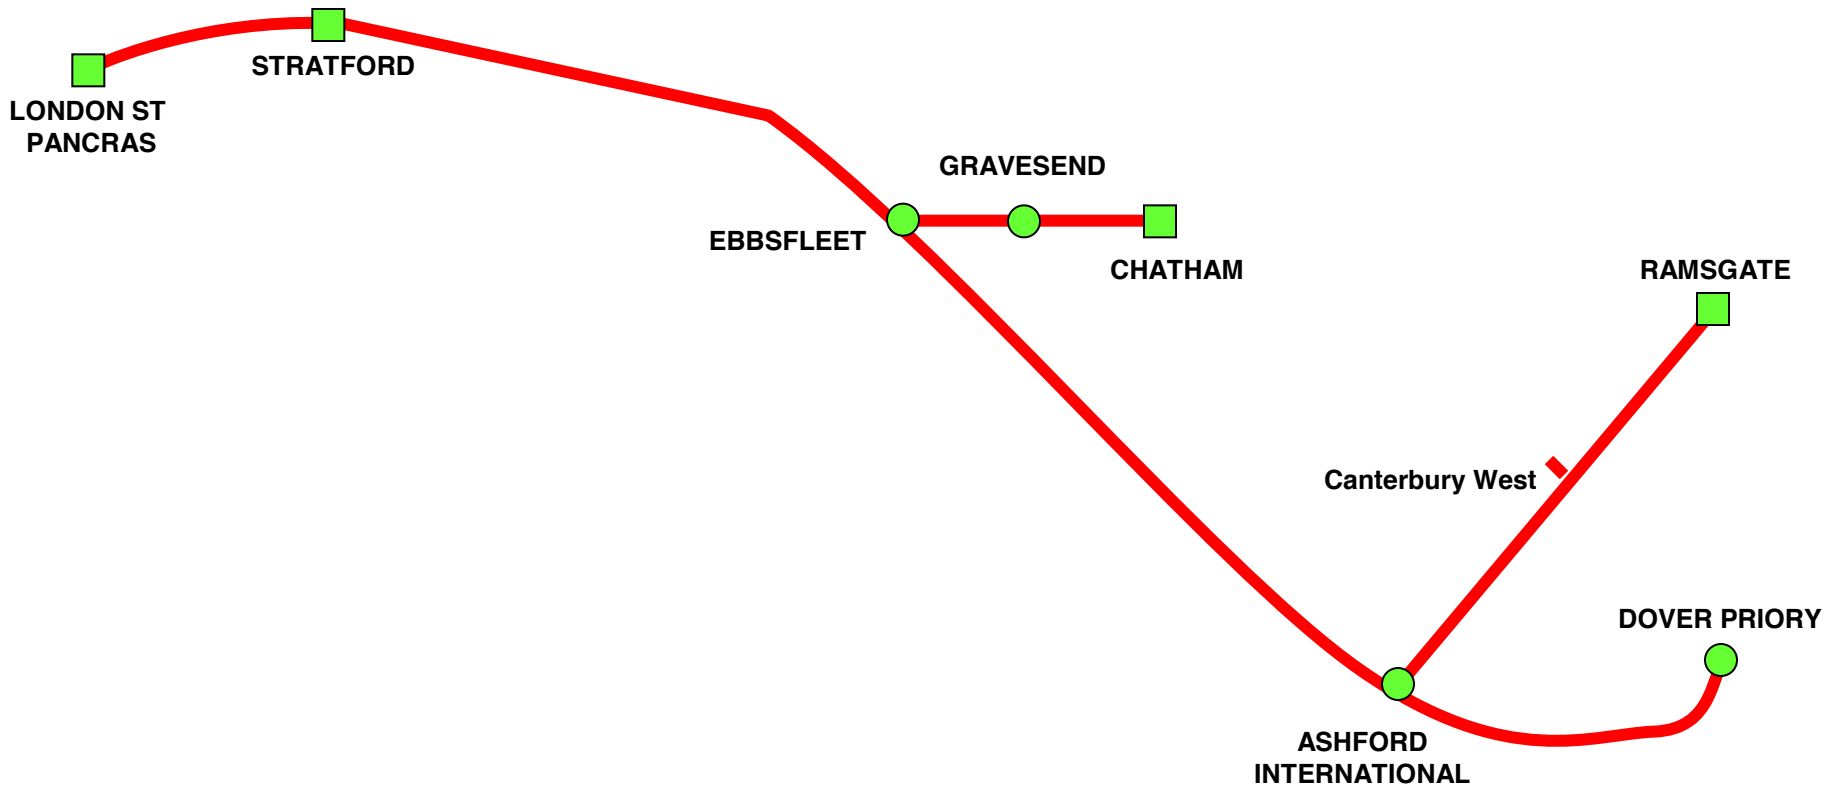 STRATFORD
LONDON ST
PANCRAS
GRAVESEND
EBBSFLEET
CHATHAM
RAMSGATE
Canterbury West
DOVER PRIORY
ASHFORD
INTERNATIONAL